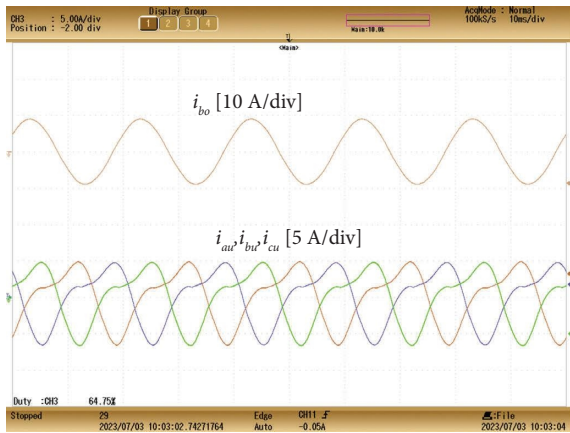 CH3 : 5.00A/div
Position : -2.00 div
Display Group
1 2 3 4
Main:10.0k
AcqMode : Normal
100kS/s 10ms/div
<Main>
i_bo [10 A/div]
i_au,i_bu,i_cu [5 A/div]
Duty :CH3 64.75%
Stopped 29 Edge CH11 :File
2023/07/03 10:03:02.74271764 Auto -0.05A 2023/07/03 10:03:04